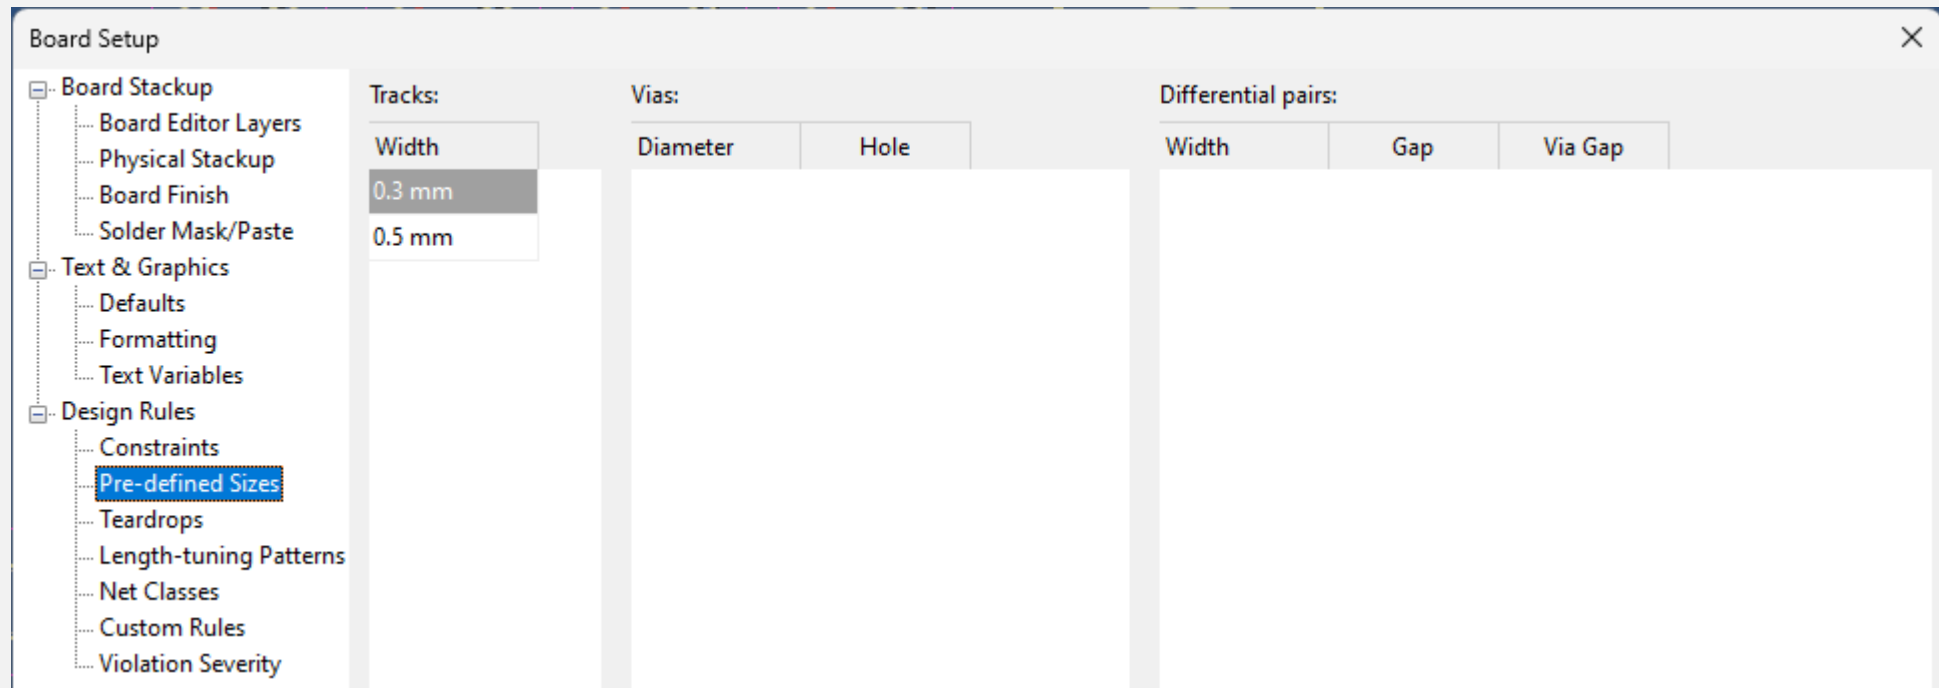 Board Setup
Board Stackup
Board Editor Layers
Physical Stackup
Board Finish
Solder Mask/Paste
Text & Graphics
Defaults
Formatting
Text Variables
Design Rules
Constraints
Pre-defined Sizes
Teardrops
Length-tuning Patterns
Net Classes
Custom Rules
Violation Severity
Tracks:
Width
0.3 mm
0.5 mm
Vias:
Diameter Hole
Differential pairs:
Width Gap Via Gap